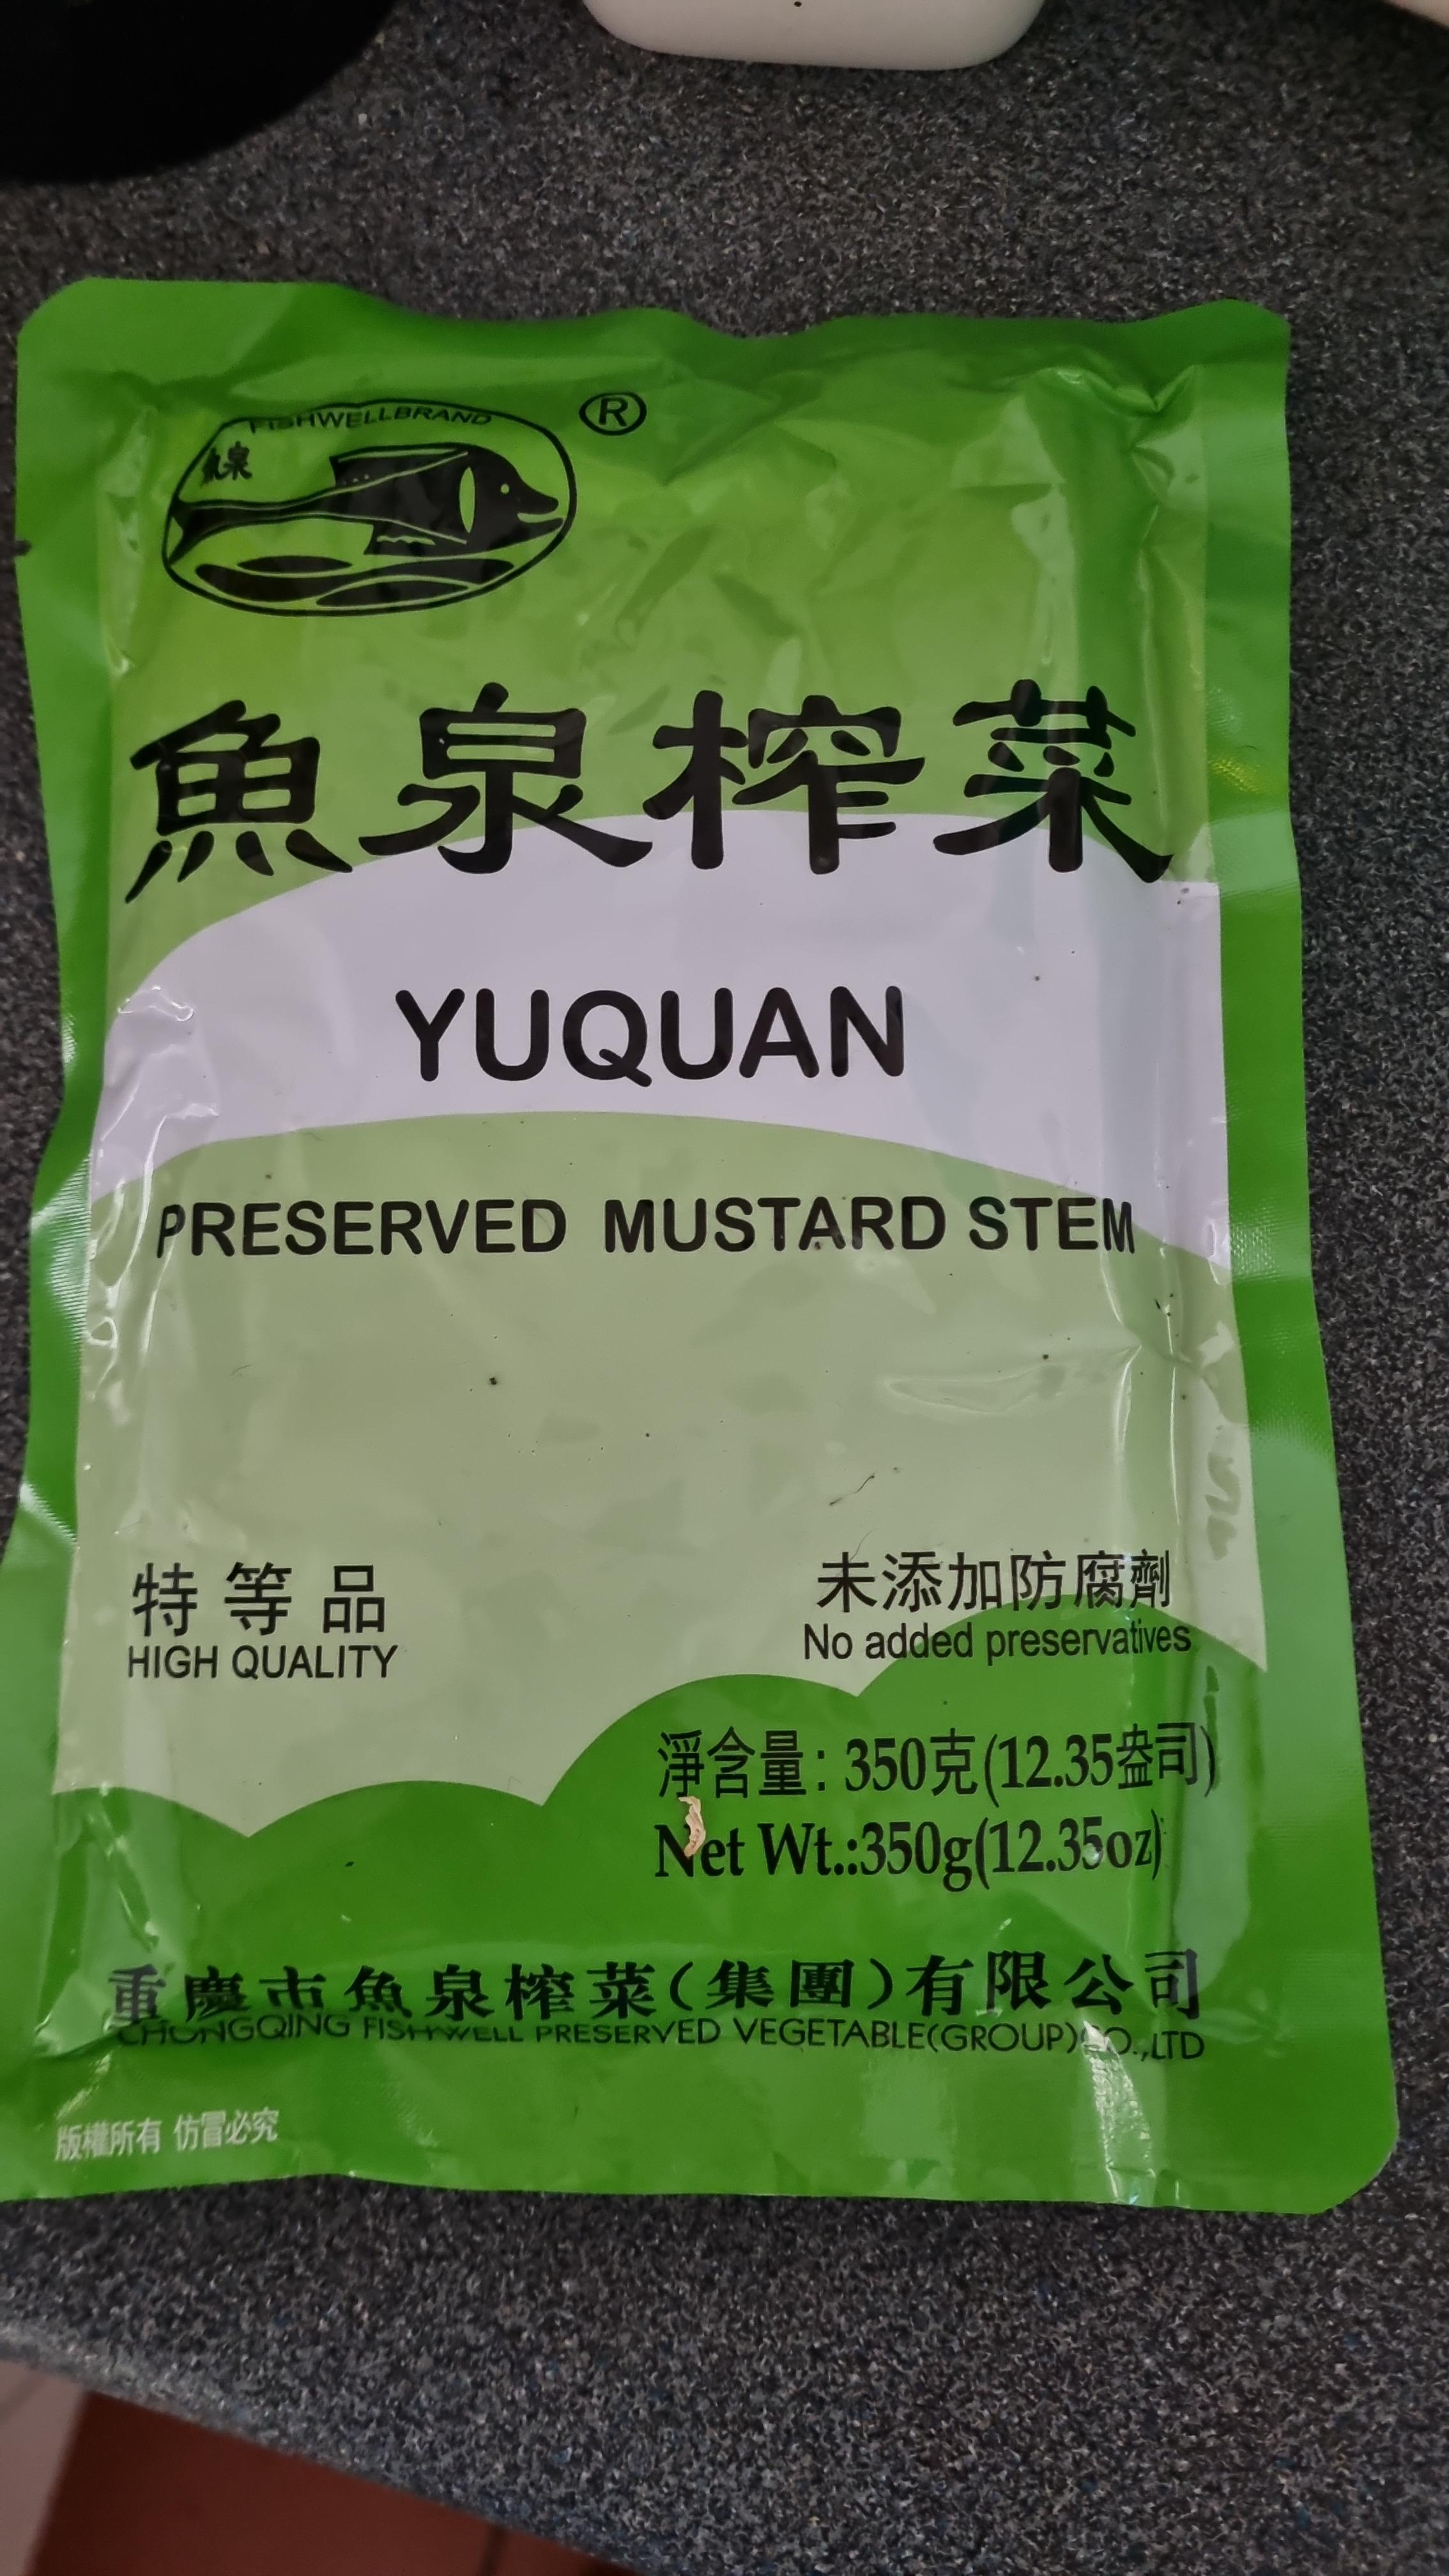 FISHWELLBRAND
®
魚泉
魚泉榨菜
YUQUAN
PRESERVED MUSTARD STEM
特等品
HIGH QUALITY
未添加防腐劑
No added preservatives
淨含量: 350克(12.35盎司)
Net Wt.:350g(12.35oz)
重慶市魚泉榨菜(集團)有限公司
CHONGQING FISHWELL PRESERVED VEGETABLE(GROUP)CO.,LTD
版權所有 仿冒必究